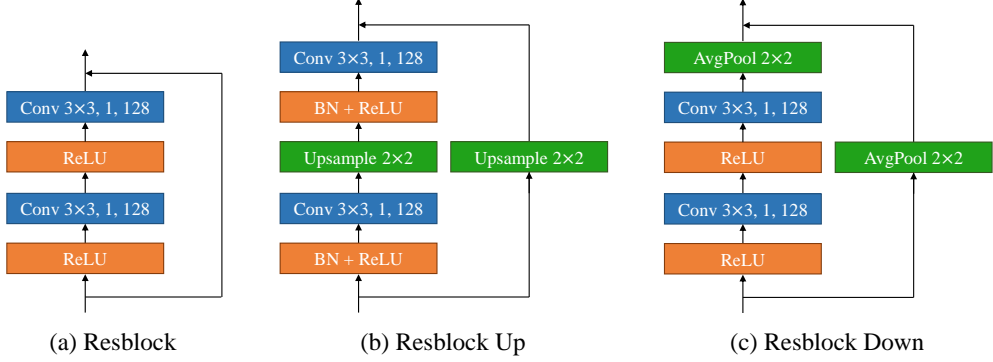 Conv 3×3, 1, 128
ReLU
Conv 3×3, 1, 128
ReLU
(a) Resblock
Conv 3×3, 1, 128
BN + ReLU
Upsample 2×2
Upsample 2×2
Conv 3×3, 1, 128
BN + ReLU
(b) Resblock Up
AvgPool 2×2
Conv 3×3, 1, 128
ReLU
AvgPool 2×2
Conv 3×3, 1, 128
ReLU
(c) Resblock Down